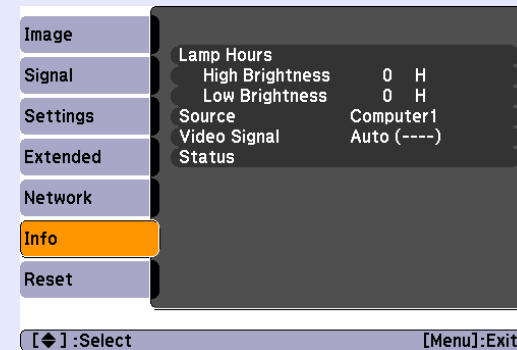 Image
Signal
Settings
Extended
Network
Info
Reset
Lamp Hours
High Brightness 0 H
Low Brightness 0 H
Source Computer1
Video Signal Auto (----)
Status
[◆] :Select [Menu]:Exit